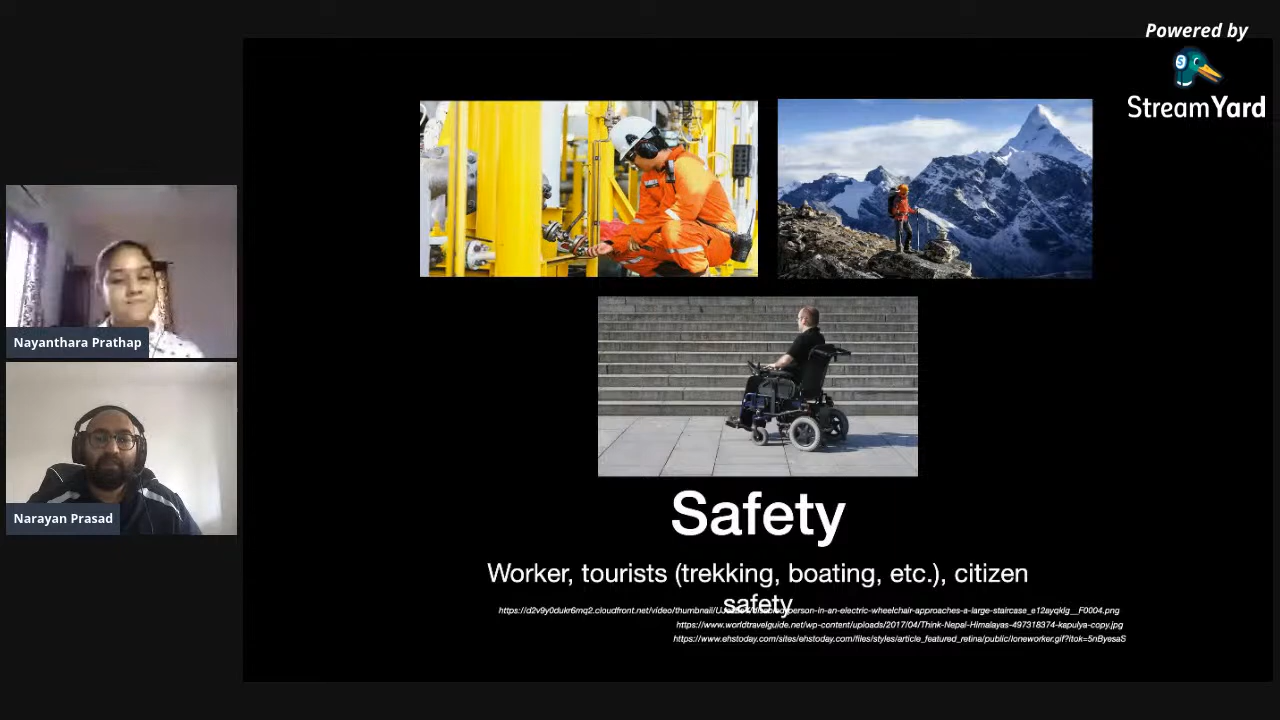 Powered by
StreamYard
Nayanthara Prathap
Narayan Prasad
Safety
Worker, tourists (trekking, boating, etc.), citizen
safety
https://www.worldtravelguide.net/wp-content/uploads/2017/04/Think-Nepal-Himalayas-497318374-kapulya-copy.jpg
https://www.ehstoday.com/sites/ehstoday.com/files/styles/article_featured_retina/public/loneworker.gif?itok=5nByesaS